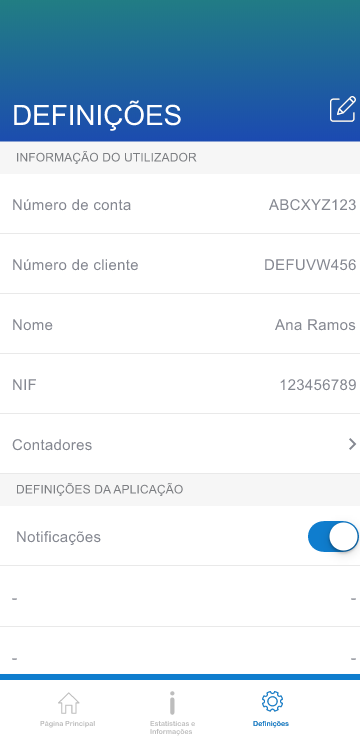 DEFINIÇÕES
INFORMAÇÃO DO UTILIZADOR
Número de conta ABCXYZ123
Número de cliente DEFUVW456
Nome Ana Ramos
NIF 123456789
Contadores
DEFINIÇÕES DA APLICAÇÃO
Notificações
- -
- -
Página Principal
Estatísticas e
Informações
Definições